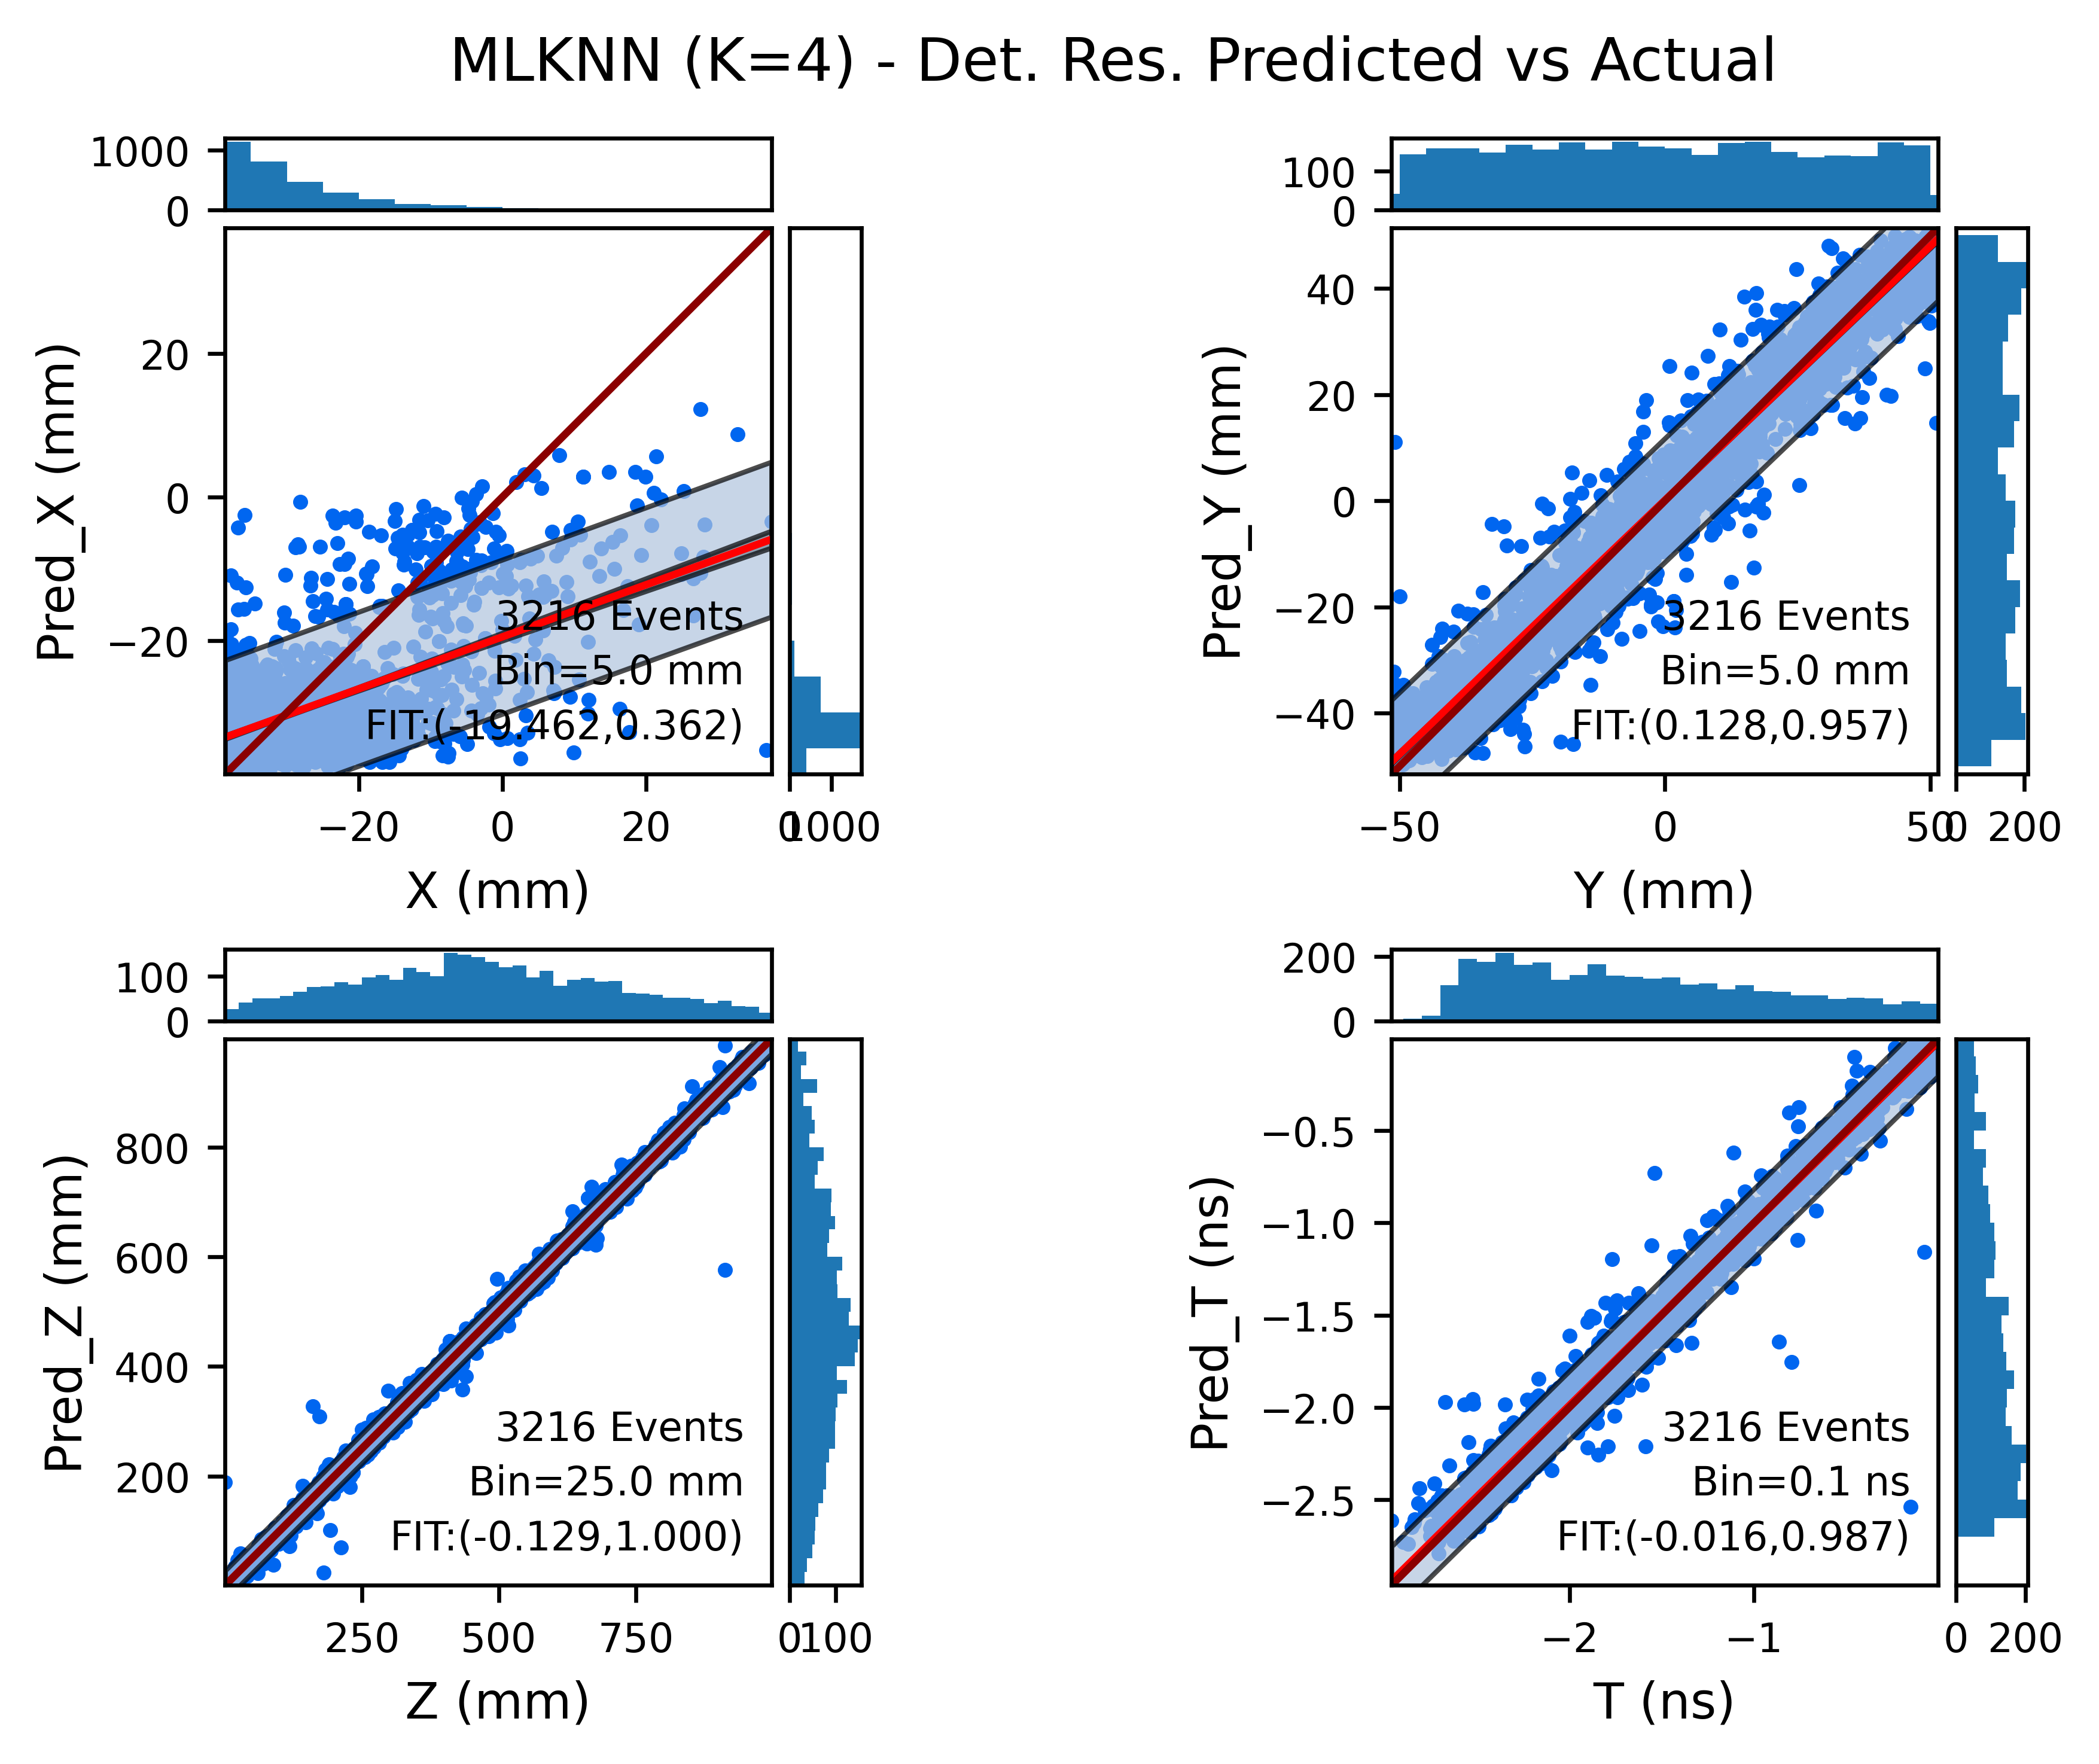 MLKNN (K=4) - Det. Res. Predicted vs Actual
1000
0
20
0
−20
Pred_X (mm)
3216 Events
Bin=5.0 mm
FIT:(-19.462,0.362)
−20 0 20
0 1000
X (mm)
100
0
40
20
0
−20
−40
Pred_Y (mm)
3216 Events
Bin=5.0 mm
FIT:(0.128,0.957)
−50 0 50
0 200
Y (mm)
100
0
800
600
400
200
Pred_Z (mm)
3216 Events
Bin=25.0 mm
FIT:(-0.129,1.000)
250 500 750
0 100
Z (mm)
200
0
−0.5
−1.0
−1.5
−2.0
−2.5
Pred_T (ns)
3216 Events
Bin=0.1 ns
FIT:(-0.016,0.987)
−2 −1
0 200
T (ns)